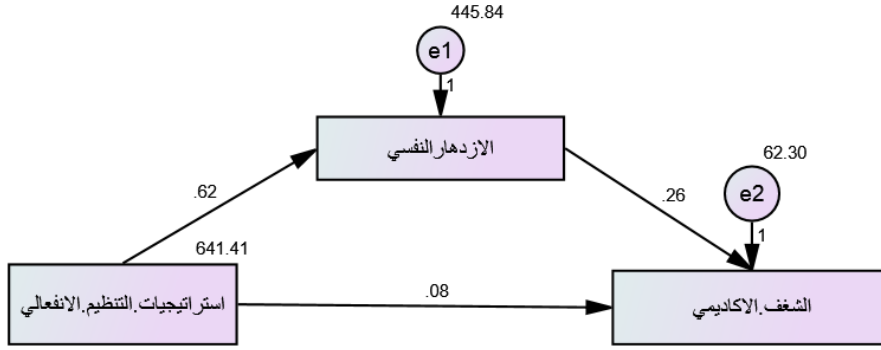 445.84
e1
1
الازدهارالنفسي
62.30
.62
.26
e2
641.41
1
استراتيجيات.التنظيم.الانفعالي
.08
الشغف.الاكاديمي